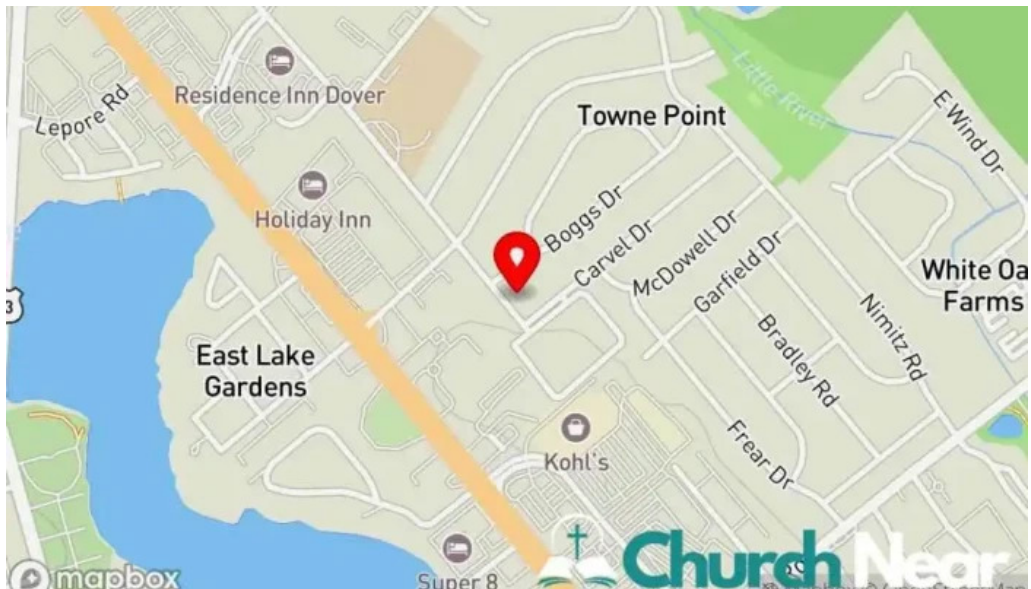 Residence Inn Dover
Lepore Rd
Holiday Inn
Towne Point
Little River
E Wind Dr
Boggs Dr
Carvel Dr
McDowell Dr
Garfield Dr
White Oa
Farms
3
Nimitz Rd
Bradley Rd
East Lake
Gardens
Kohl's
Frear Dr
Super 8
mapbox
Church Near